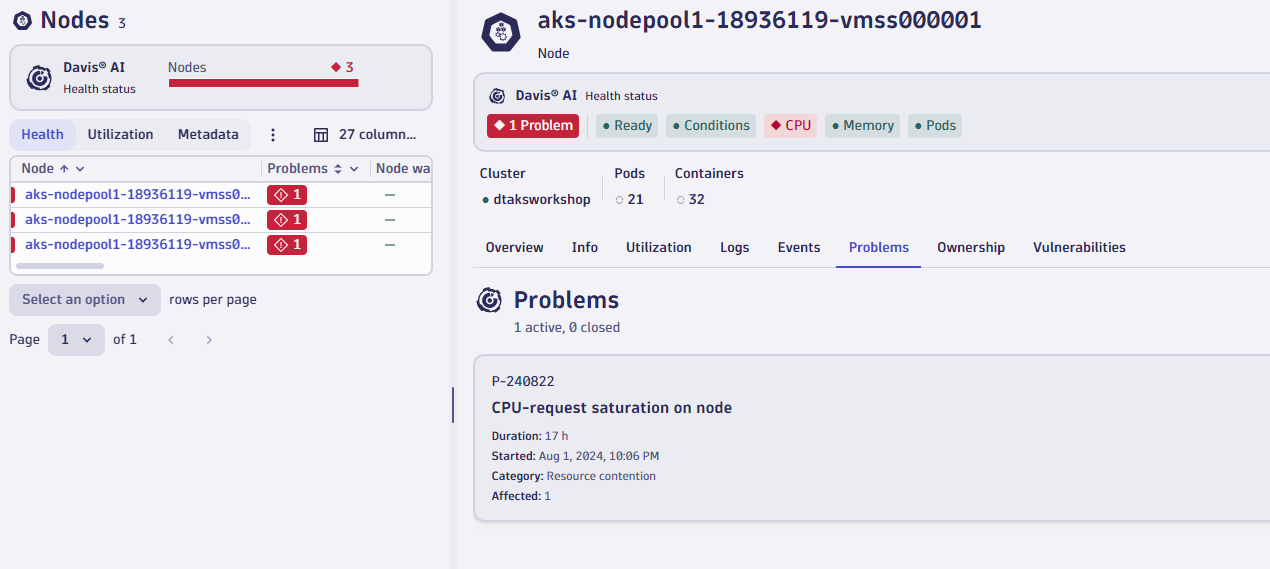 Nodes 3
Davis® AI
Health status
Nodes
3
Health Utilization Metadata 27 column...
Node Problems Node wa
aks-nodepool1-18936119-vmss0... 1 —
aks-nodepool1-18936119-vmss0... 1 —
aks-nodepool1-18936119-vmss0... 1 —
Select an option rows per page
Page 1 of 1
aks-nodepool1-18936119-vmss000001
Node
Davis® AI Health status
1 Problem Ready Conditions CPU Memory Pods
Cluster Pods Containers
dtaksworkshop 21 32
Overview Info Utilization Logs Events Problems Ownership Vulnerabilities
Problems
1 active, 0 closed
P-240822
CPU-request saturation on node
Duration: 17 h
Started: Aug 1, 2024, 10:06 PM
Category: Resource contention
Affected: 1